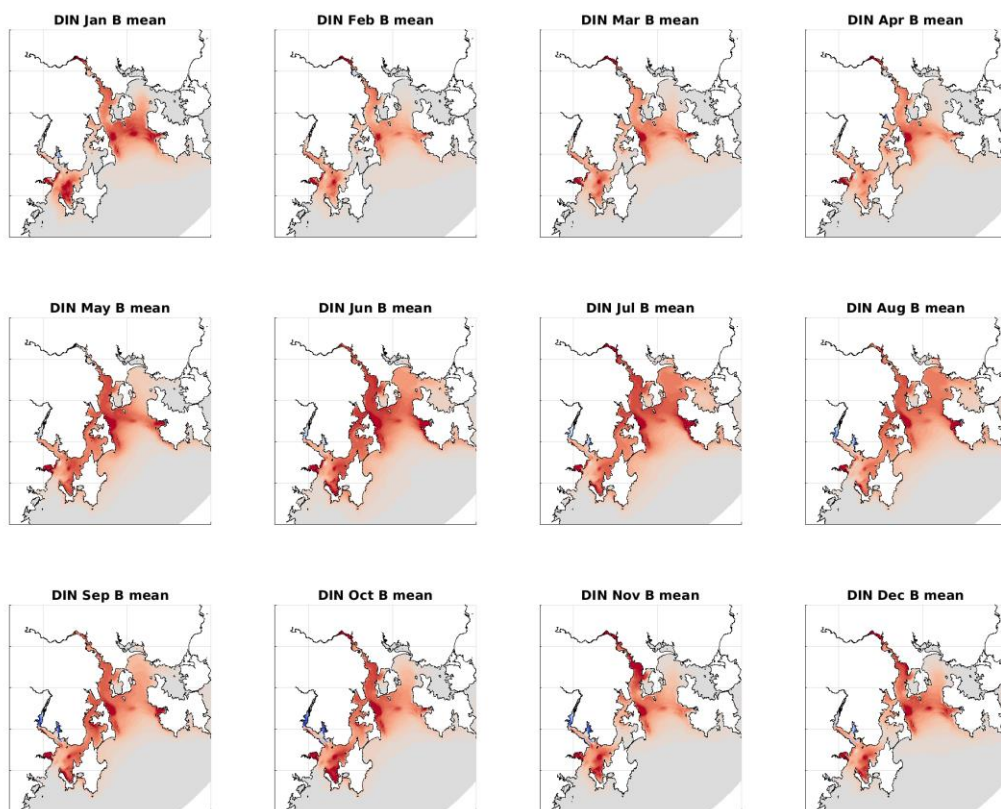 DIN Jan B mean
DIN Feb B mean
DIN Mar B mean
DIN Apr B mean
DIN May B mean
DIN Jun B mean
DIN Jul B mean
DIN Aug B mean
DIN Sep B mean
DIN Oct B mean
DIN Nov B mean
DIN Dec B mean